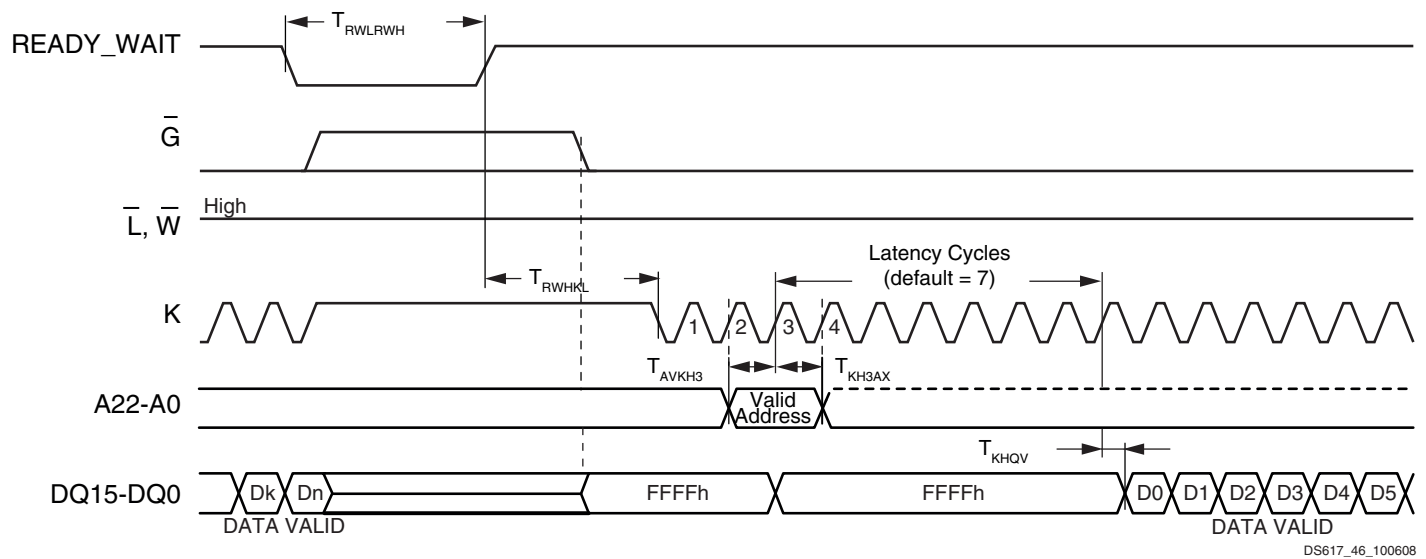 T_RWLRWH
READY_WAIT
G
High
L, W
Latency Cycles
(default = 7)
T_RWHKL
K
1 2 3 4
T_AVKH3 T_KH3AX
A22-A0
Valid
Address
T_KHQV
DQ15-DQ0
Dk Dn FFFFh FFFFh D0 D1 D2 D3 D4 D5
DATA VALID DATA VALID
DS617_46_100608